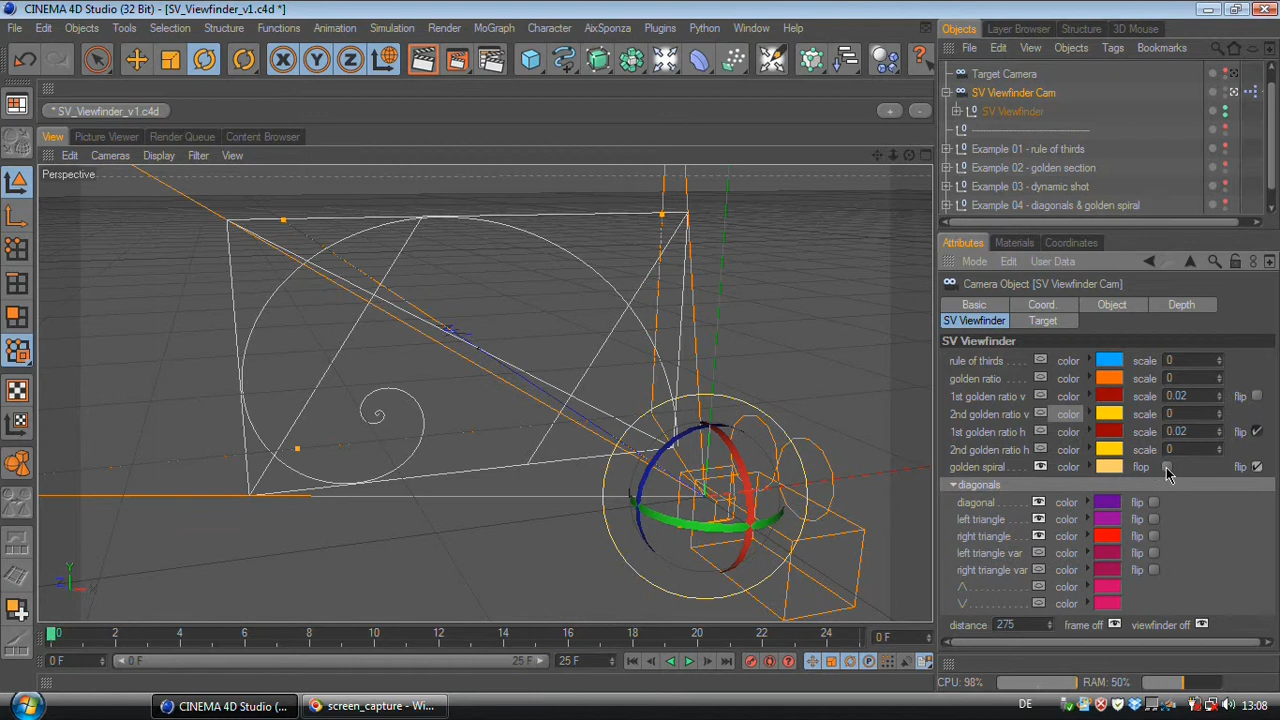 CINEMA 4D Studio (32 Bit) - [SV_Viewfinder_v1.c4d *]
File Edit Objects Tools Selection Structure Functions Animation Simulation Render MoGraph AixSponza Plugins Python Window Help
Objects Layer Browser Structure 3D Mouse
File Edit View Objects Tags Bookmarks
X Y Z
Target Camera
SV Viewfinder Cam
SV Viewfinder
* SV_Viewfinder_v1.c4d
Example 01 - rule of thirds
Example 02 - golden section
Example 03 - dynamic shot
Example 04 - diagonals & golden spiral
View Picture Viewer Render Queue Content Browser
Edit Cameras Display Filter View
Perspective
Attributes Materials Coordinates
Mode Edit User Data
Camera Object [SV Viewfinder Cam]
Basic Coord. Object Depth
SV Viewfinder Target
SV Viewfinder
rule of thirds . . . . color scale 0
golden ratio . . . color scale 0
1st golden ratio v color scale 0.02 flip
2nd golden ratio v color scale 0
1st golden ratio h color scale 0.02 flip
2nd golden ratio h color scale 0
golden spiral . . . . color flop flip
diagonals
diagonal . . . . . . . color flip
left triangle . . . . color flip
right triangle . . . color flip
left triangle var color flip
right triangle var color flip
/\ . . . . . . . . . . . color
\/ . . . . . . . . . . . color
distance 275 frame off viewfinder off
Y
Z
0 2 4 6 8 10 12 14 16 18 20 22 24 0 F
0 F 0 F 25 F 25 F
CPU: 98% RAM: 50%
CINEMA 4D Studio (... screen_capture - Wi... DE 13:08